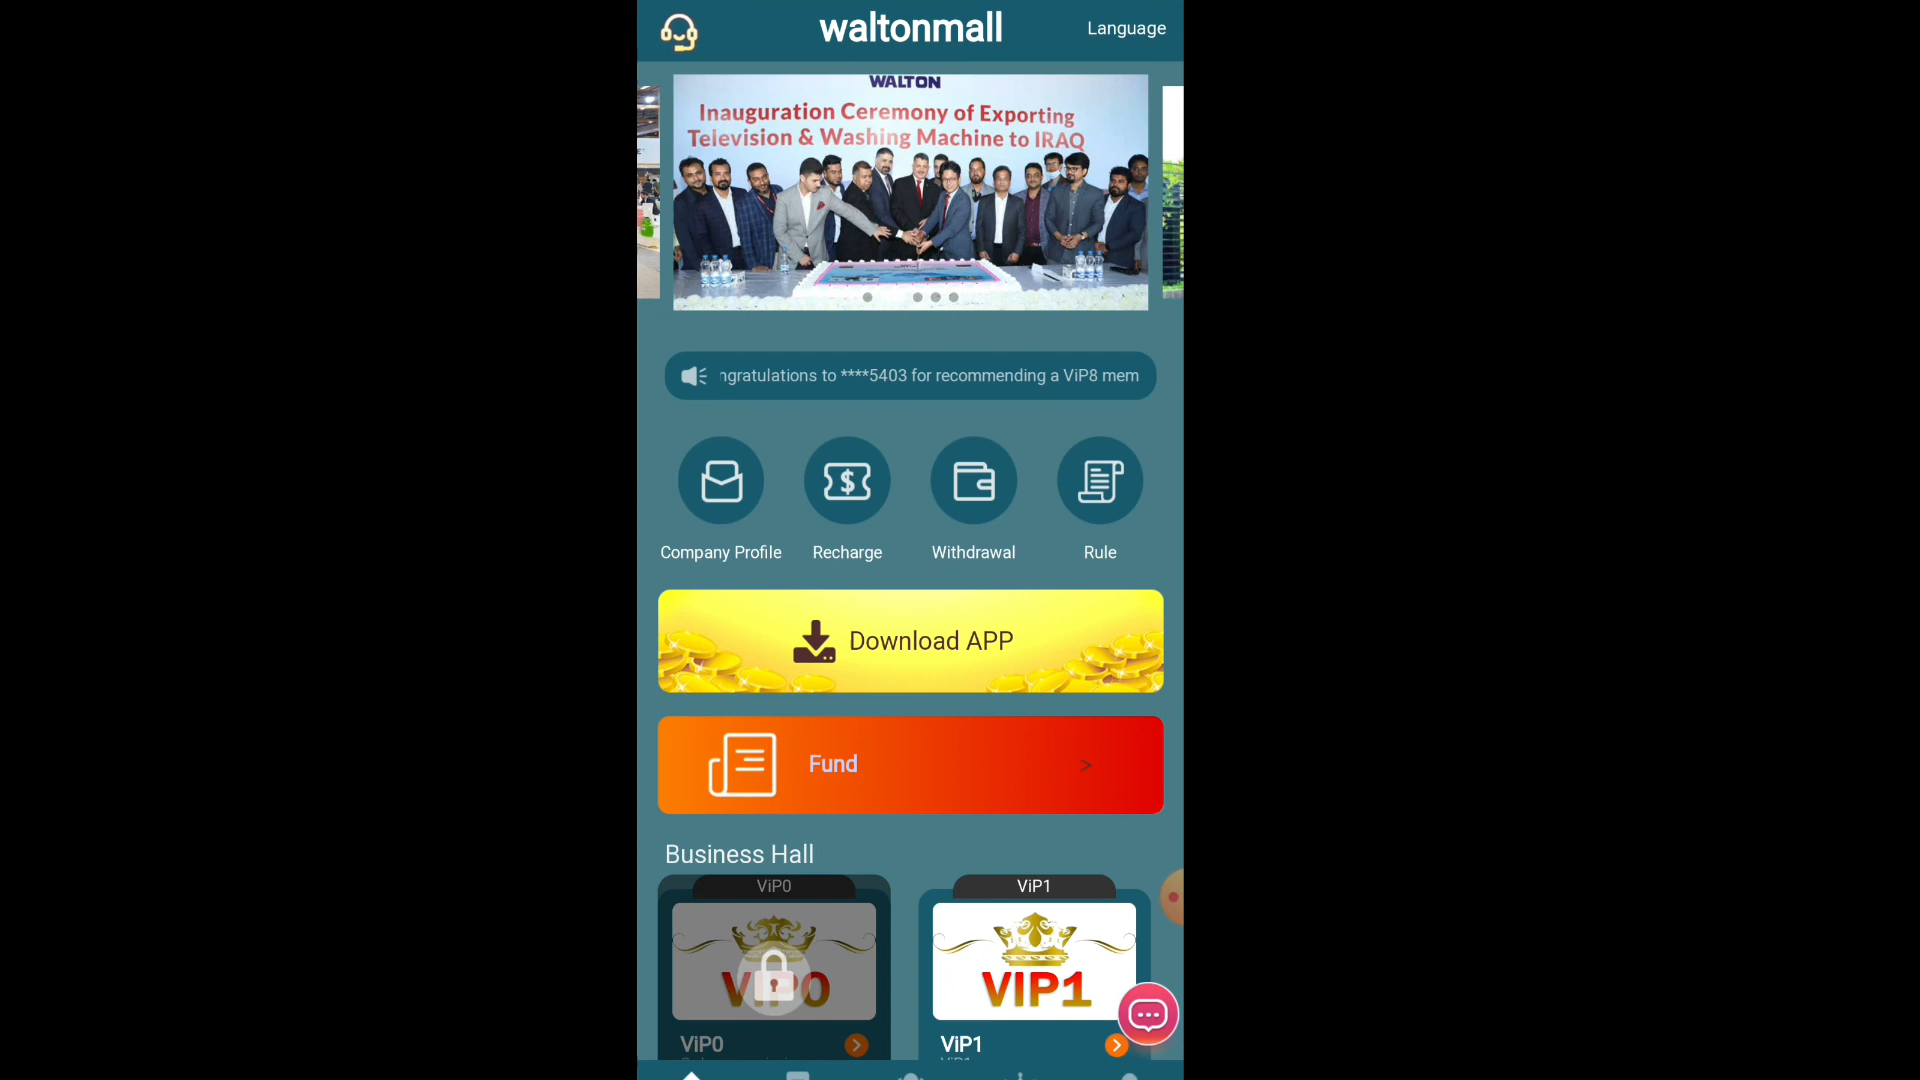 waltonmall
Language
WALTON
Inauguration Ceremony of Exporting
Television & Washing Machine to IRAQ
ngratulations to ****5403 for recommending a ViP8 mem
Company Profile
Recharge
Withdrawal
Rule
Download APP
Fund
>
Business Hall
ViP0
ViP1
VIP0
VIP1
ViP0
ViP1